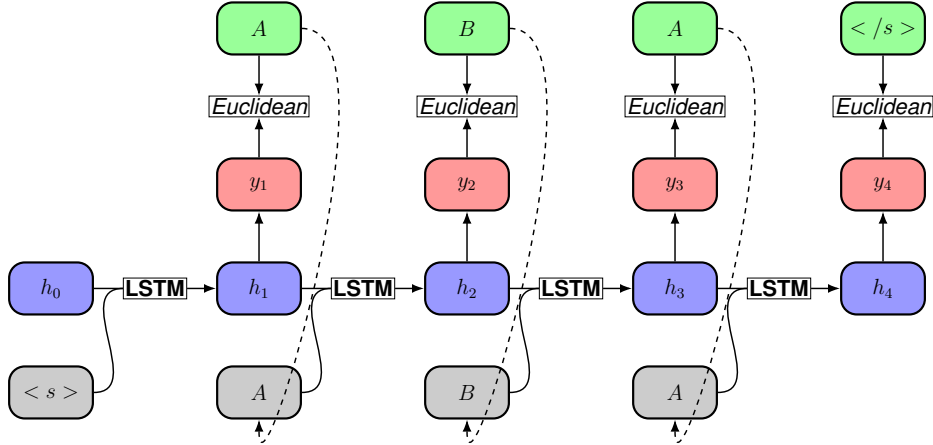 A B A </s>
Euclidean Euclidean Euclidean Euclidean
y₁ y₂ y₃ y₄
h₀ LSTM h₁ LSTM h₂ LSTM h₃ LSTM h₄
<s> A B A